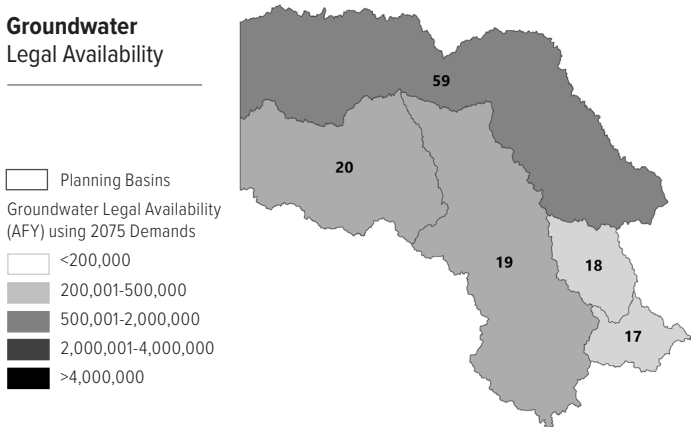 Groundwater
Legal Availability
Planning Basins
Groundwater Legal Availability
(AFY) using 2075 Demands
<200,000
200,001-500,000
500,001-2,000,000
2,000,001-4,000,000
>4,000,000
59
20
19
18
17